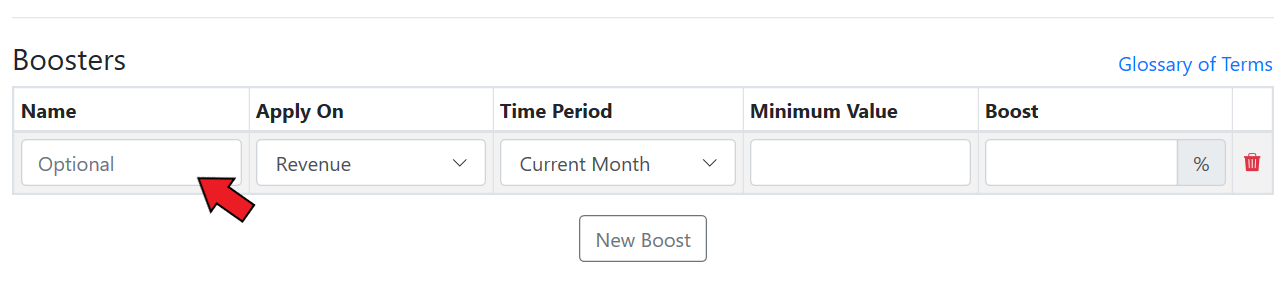 Boosters
Glossary of Terms
Name Apply On Time Period Minimum Value Boost
Optional Revenue Current Month %
New Boost